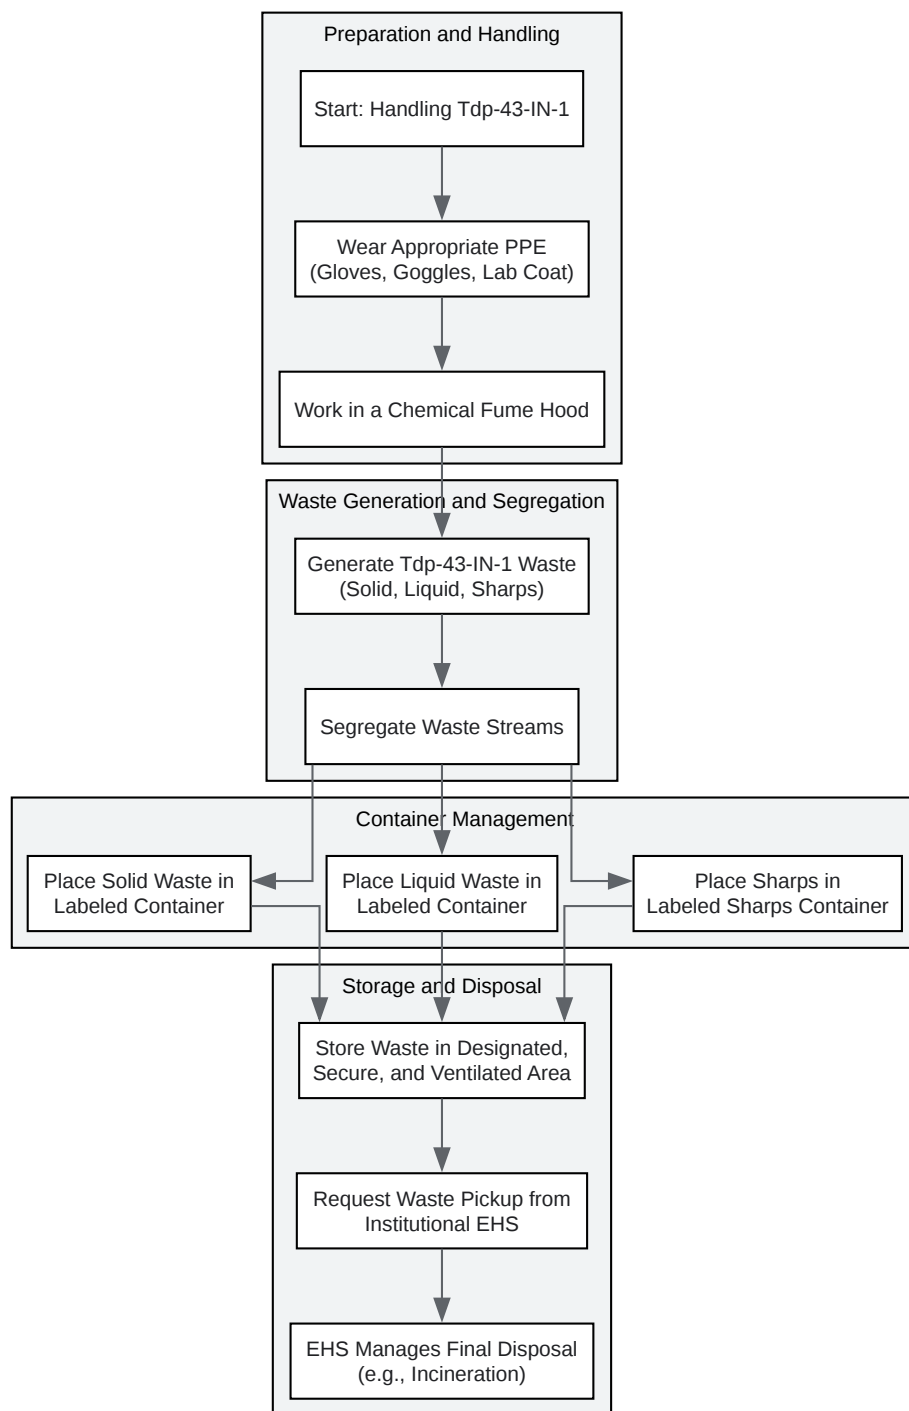 Preparation and Handling
Start: Handling Tdp-43-IN-1
Wear Appropriate PPE
(Gloves, Goggles, Lab Coat)
Work in a Chemical Fume Hood
Waste Generation and Segregation
Generate Tdp-43-IN-1 Waste
(Solid, Liquid, Sharps)
Segregate Waste Streams
Container Management
Place Solid Waste in
Labeled Container
Place Liquid Waste in
Labeled Container
Place Sharps in
Labeled Sharps Container
Storage and Disposal
Store Waste in Designated,
Secure, and Ventilated Area
Request Waste Pickup from
Institutional EHS
EHS Manages Final Disposal
(e.g., Incineration)